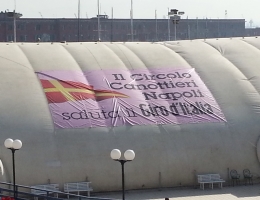 Il Circolo
Canottieri
Napoli
saluta il Giro d'Italia